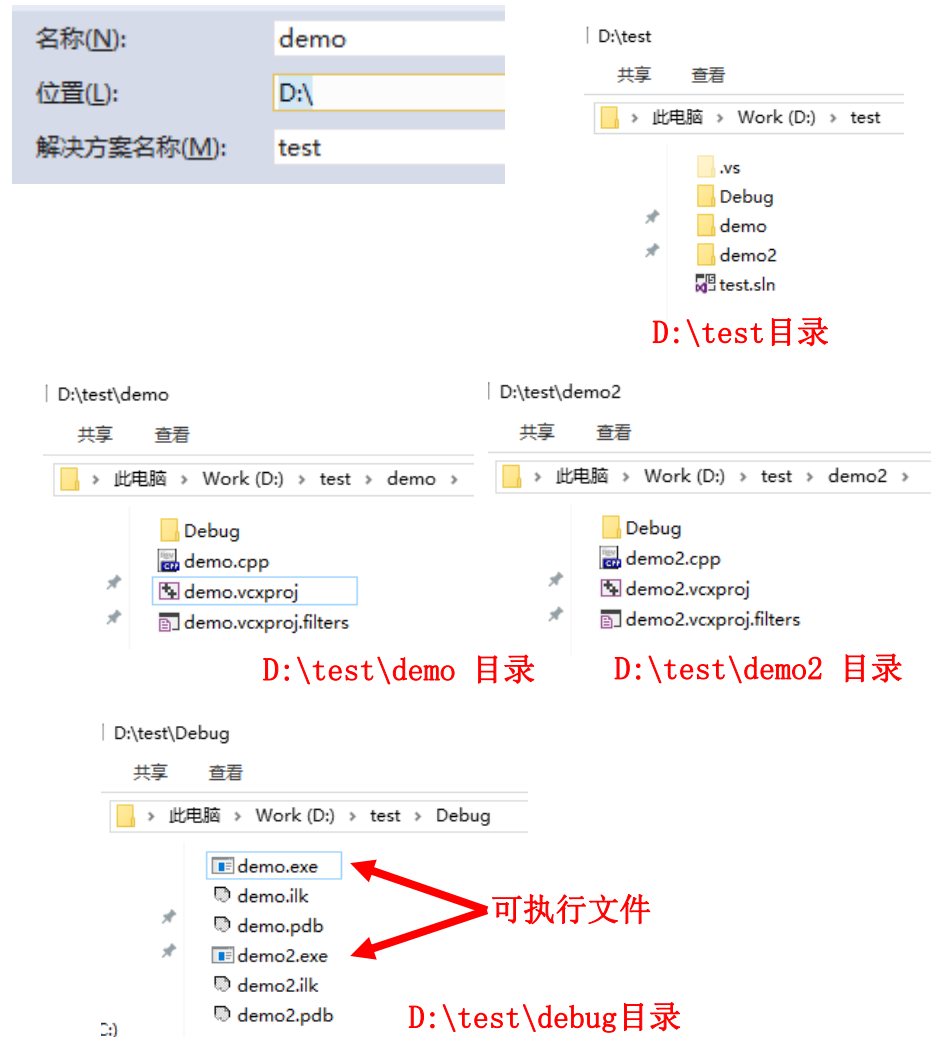 名称(N): demo
位置(L): D:\
解决方案名称(M): test
D:\test
共享 查看
此电脑 › Work (D:) › test
.vs
Debug
demo
demo2
test.sln
D:\test目录
D:\test\demo
共享 查看
› 此电脑 › Work (D:) › test › demo ›
Debug
demo.cpp
demo.vcxproj
demo.vcxproj.filters
D:\test\demo 目录
D:\test\demo2
共享 查看
› 此电脑 › Work (D:) › test › demo2 ›
Debug
demo2.cpp
demo2.vcxproj
demo2.vcxproj.filters
D:\test\demo2 目录
D:\test\Debug
共享 查看
› 此电脑 › Work (D:) › test › Debug
demo.exe
demo.ilk
demo.pdb
demo2.exe
demo2.ilk
demo2.pdb
可执行文件
C:)
D:\test\debug目录